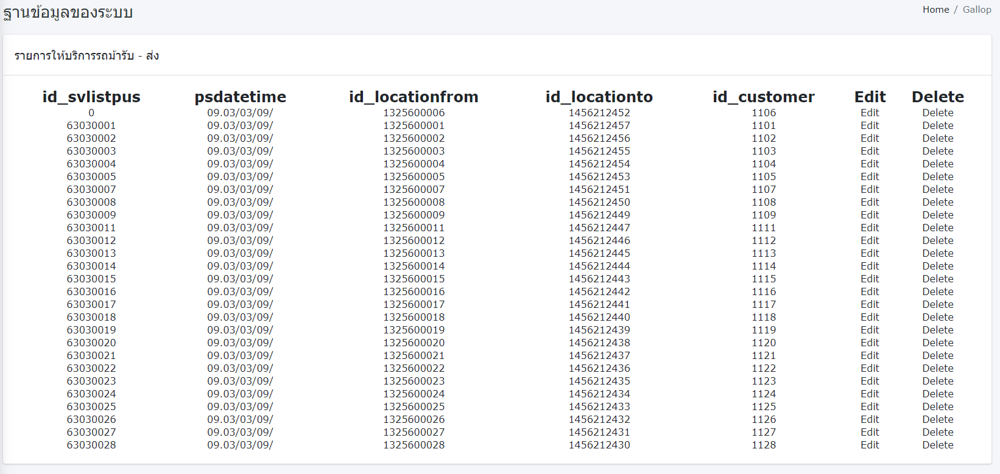 ฐานข้อมูลของระบบ
Home / Gallop
รายการให้บริการรถม้ารับ - ส่ง
id_svlistpus psdatetime id_locationfrom id_locationto id_customer Edit Delete
0 09.03/03/09/ 1325600006 1456212452 1106 Edit Delete
63030001 09.03/03/09/ 1325600001 1456212457 1101 Edit Delete
63030002 09.03/03/09/ 1325600002 1456212456 1102 Edit Delete
63030003 09.03/03/09/ 1325600003 1456212455 1103 Edit Delete
63030004 09.03/03/09/ 1325600004 1456212454 1104 Edit Delete
63030005 09.03/03/09/ 1325600005 1456212453 1105 Edit Delete
63030007 09.03/03/09/ 1325600007 1456212451 1107 Edit Delete
63030008 09.03/03/09/ 1325600008 1456212450 1108 Edit Delete
63030009 09.03/03/09/ 1325600009 1456212449 1109 Edit Delete
63030011 09.03/03/09/ 1325600011 1456212447 1111 Edit Delete
63030012 09.03/03/09/ 1325600012 1456212446 1112 Edit Delete
63030013 09.03/03/09/ 1325600013 1456212445 1113 Edit Delete
63030014 09.03/03/09/ 1325600014 1456212444 1114 Edit Delete
63030015 09.03/03/09/ 1325600015 1456212443 1115 Edit Delete
63030016 09.03/03/09/ 1325600016 1456212442 1116 Edit Delete
63030017 09.03/03/09/ 1325600017 1456212441 1117 Edit Delete
63030018 09.03/03/09/ 1325600018 1456212440 1118 Edit Delete
63030019 09.03/03/09/ 1325600019 1456212439 1119 Edit Delete
63030020 09.03/03/09/ 1325600020 1456212438 1120 Edit Delete
63030021 09.03/03/09/ 1325600021 1456212437 1121 Edit Delete
63030022 09.03/03/09/ 1325600022 1456212436 1122 Edit Delete
63030023 09.03/03/09/ 1325600023 1456212435 1123 Edit Delete
63030024 09.03/03/09/ 1325600024 1456212434 1124 Edit Delete
63030025 09.03/03/09/ 1325600025 1456212433 1125 Edit Delete
63030026 09.03/03/09/ 1325600026 1456212432 1126 Edit Delete
63030027 09.03/03/09/ 1325600027 1456212431 1127 Edit Delete
63030028 09.03/03/09/ 1325600028 1456212430 1128 Edit Delete